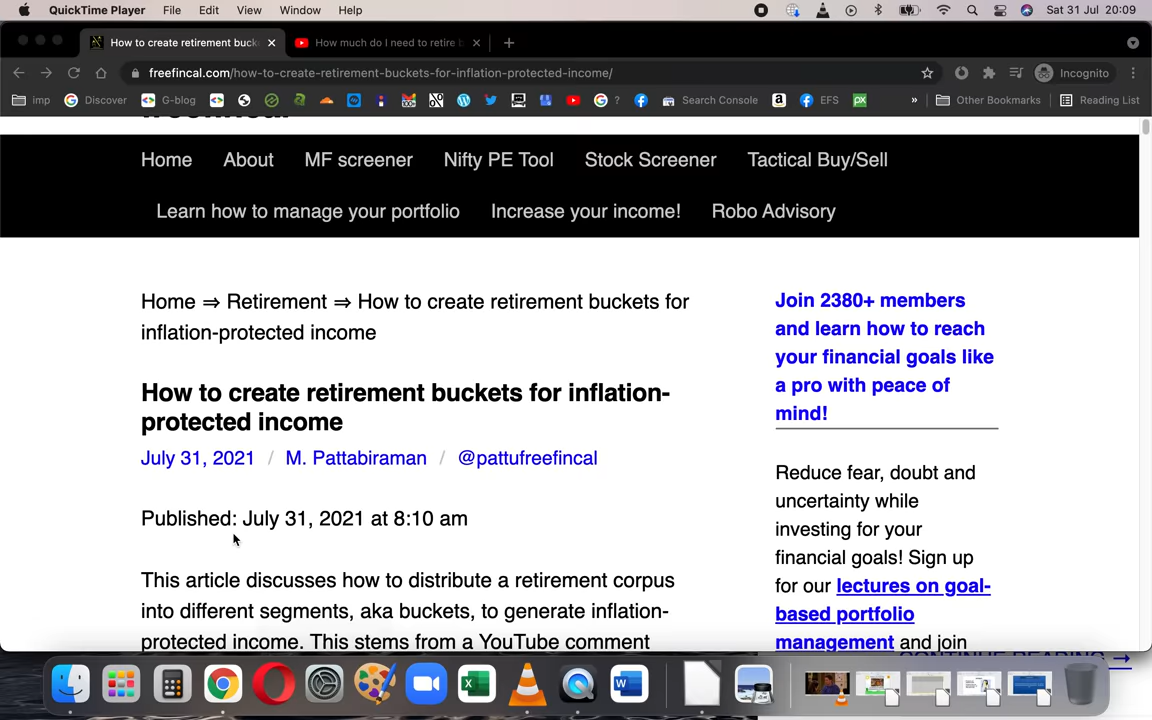 QuickTime Player File Edit View Window Help Sat 31 Jul 20:09
How to create retirement buck How much do I need to retire
freefincal.com/how-to-create-retirement-buckets-for-inflation-protected-income/ Incognito
imp Discover G-blog ? Search Console EFS » Other Bookmarks Reading List
Home About MF screener Nifty PE Tool Stock Screener Tactical Buy/Sell
Learn how to manage your portfolio Increase your income! Robo Advisory
Home ⇒ Retirement ⇒ How to create retirement buckets for
inflation-protected income
How to create retirement buckets for inflation-
protected income
July 31, 2021 / M. Pattabiraman / @pattufreefincal
Published: July 31, 2021 at 8:10 am
This article discusses how to distribute a retirement corpus
into different segments, aka buckets, to generate inflation-
protected income. This stems from a YouTube comment
Join 2380+ members
and learn how to reach
your financial goals like
a pro with peace of
mind!
Reduce fear, doubt and
uncertainty while
investing for your
financial goals! Sign up
for our lectures on goal-
based portfolio
management and join